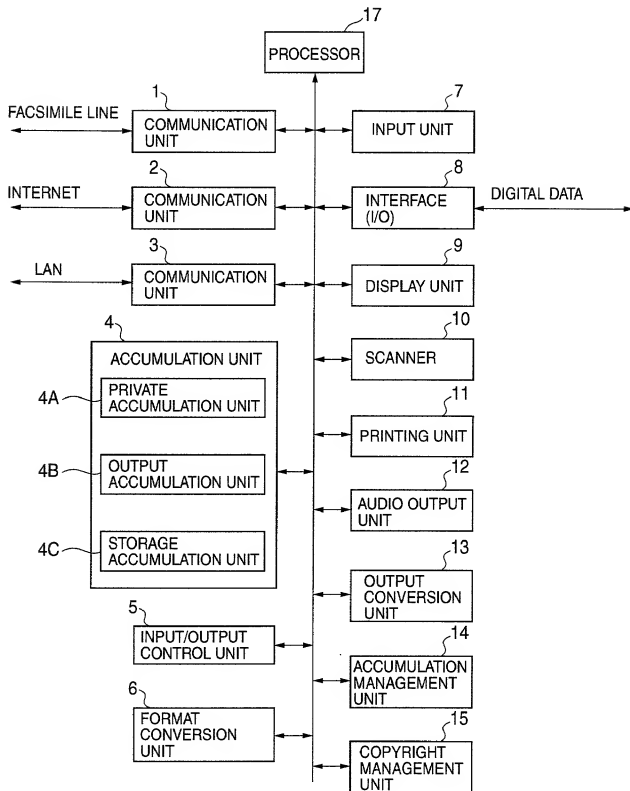 17
PROCESSOR
1
7
FACSIMILE LINE
COMMUNICATION
UNIT
INPUT UNIT
2
8
INTERNET
COMMUNICATION
UNIT
INTERFACE
(I/O)
DIGITAL DATA
3
9
LAN
COMMUNICATION
UNIT
DISPLAY UNIT
4
10
ACCUMULATION UNIT
SCANNER
4A
PRIVATE
ACCUMULATION UNIT
11
PRINTING UNIT
4B
OUTPUT
ACCUMULATION UNIT
12
AUDIO OUTPUT
UNIT
4C
STORAGE
ACCUMULATION UNIT
13
OUTPUT
CONVERSION
UNIT
5
INPUT/OUTPUT
CONTROL UNIT
14
ACCUMULATION
MANAGEMENT
UNIT
6
FORMAT
CONVERSION
UNIT
15
COPYRIGHT
MANAGEMENT
UNIT